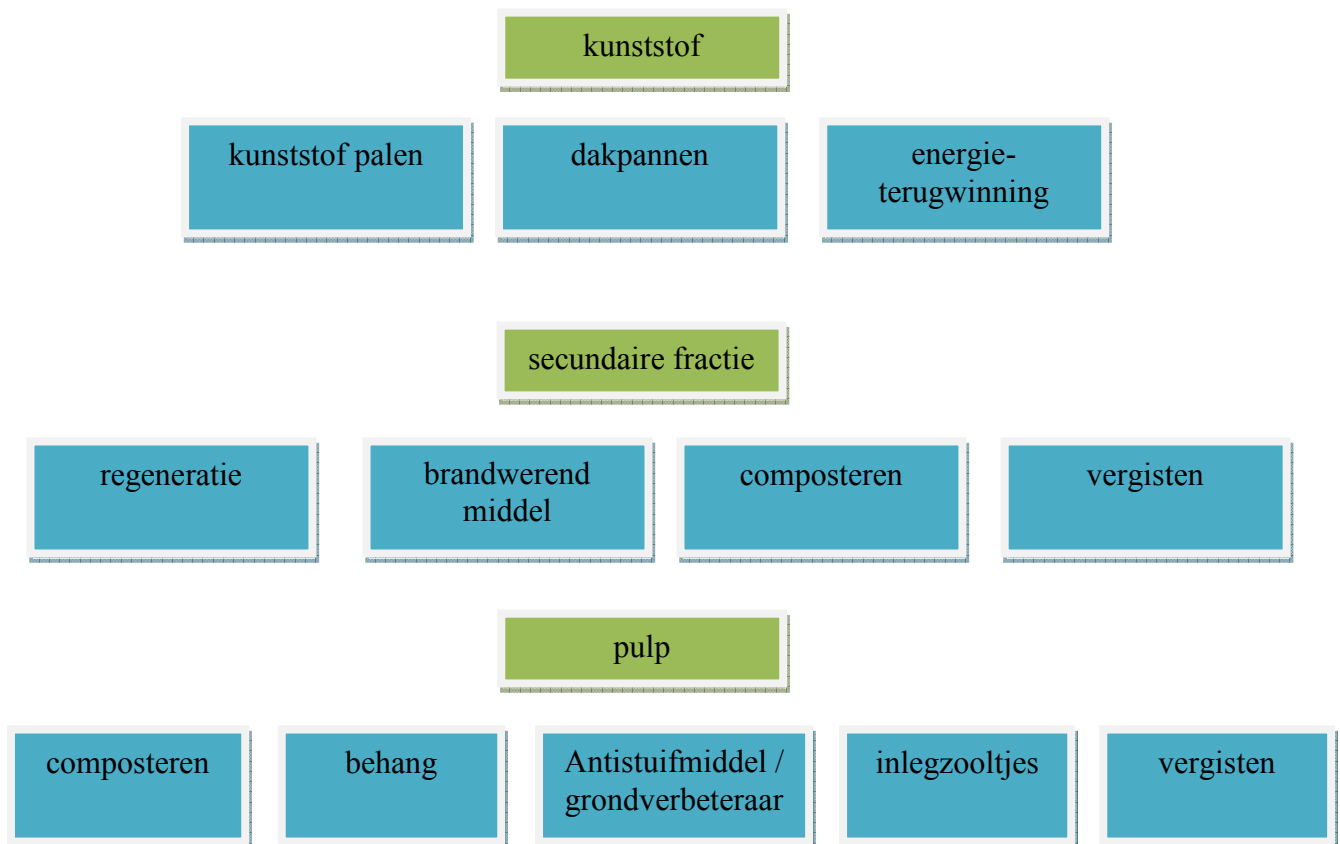 kunststof
kunststof palen
dakpannen
energie-
terugwinning
secundaire fractie
regeneratie
brandwerend
middel
composteren
vergisten
pulp
composteren
behang
Antistuifmiddel /
grondverbeteraar
inlegzooltjes
vergisten